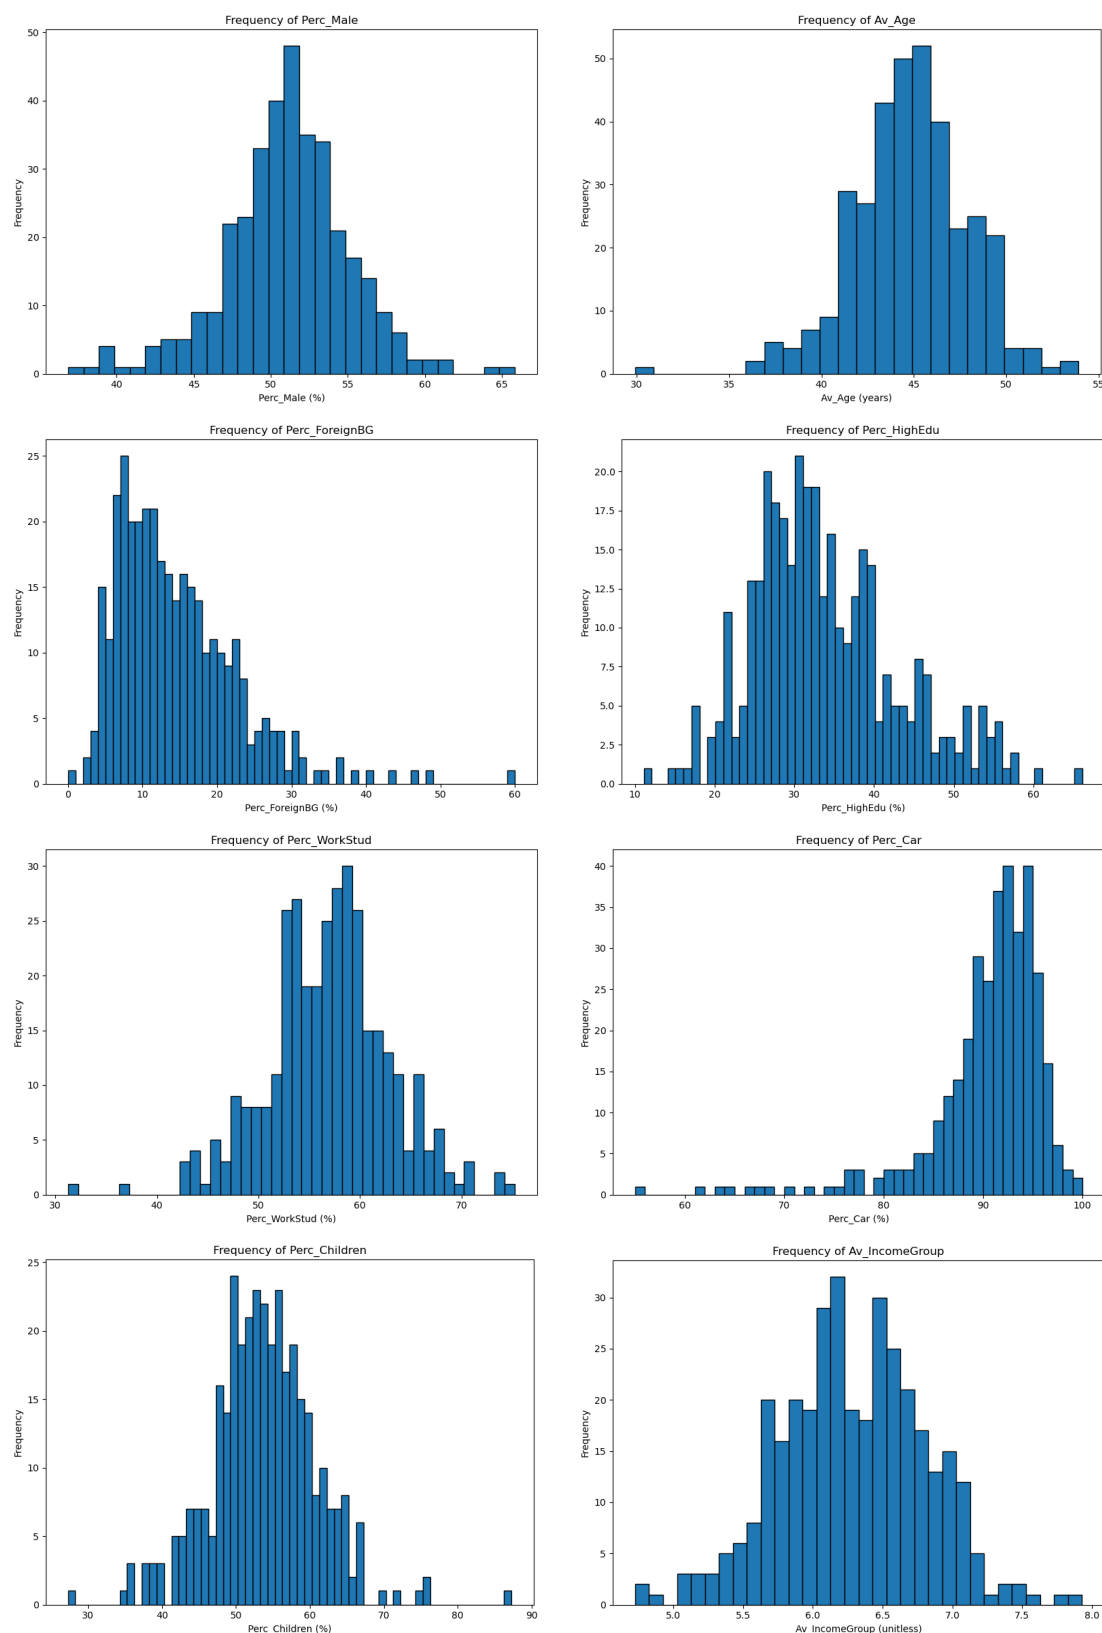 Frequency of Perc_Male
50
40
30
20
10
0
Frequency
40 45 50 55 60 65
Perc_Male (%)
Frequency of Av_Age
50
40
30
20
10
0
Frequency
30 35 40 45 50 55
Av_Age (years)
Frequency of Perc_ForeignBG
25
20
15
10
5
0
Frequency
0 10 20 30 40 50 60
Perc_ForeignBG (%)
Frequency of Perc_HighEdu
20.0
17.5
15.0
12.5
10.0
7.5
5.0
2.5
0.0
Frequency
10 20 30 40 50 60
Perc_HighEdu (%)
Frequency of Perc_WorkStud
30
25
20
15
10
5
0
Frequency
30 40 50 60 70
Perc_WorkStud (%)
Frequency of Perc_Car
40
35
30
25
20
15
10
5
0
Frequency
60 70 80 90 100
Perc_Car (%)
Frequency of Perc_Children
25
20
15
10
5
0
Frequency
30 40 50 60 70 80 90
Perc_Children (%)
Frequency of Av_IncomeGroup
30
25
20
15
10
5
0
Frequency
5.0 5.5 6.0 6.5 7.0 7.5 8.0
Av_IncomeGroup (unitless)